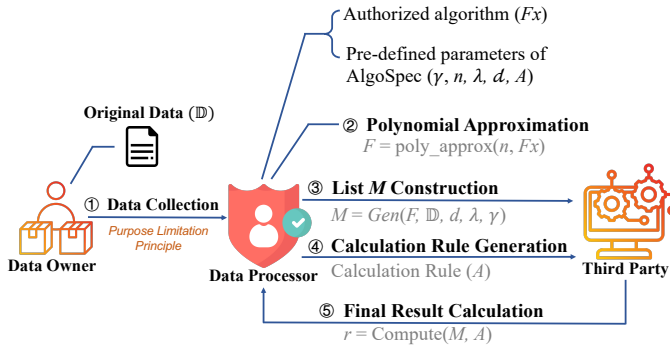 Authorized algorithm (Fx)
Pre-defined parameters of
AlgoSpec (γ, n, λ, d, A)
Original Data (𝔻)
② Polynomial Approximation
F = poly_approx(n, Fx)
① Data Collection
Purpose Limitation
Principle
③ List M Construction
M = Gen(F, 𝔻, d, λ, γ)
④ Calculation Rule Generation
Calculation Rule (A)
Data Owner
Data Processor
Third Party
⑤ Final Result Calculation
r = Compute(M, A)